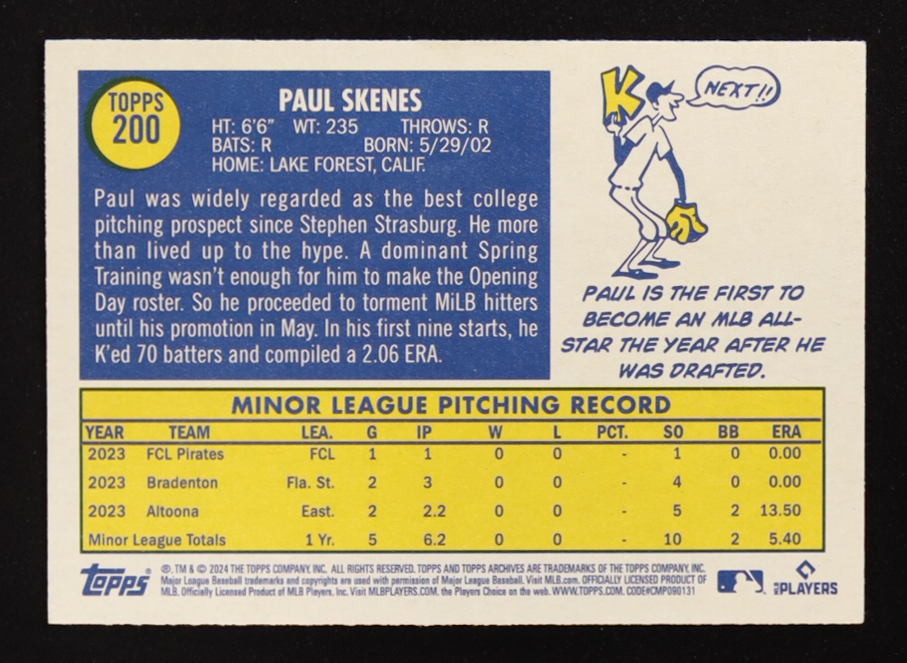 TOPPS
200
PAUL SKENES
HT: 6'6" WT: 235 THROWS: R
BATS: R BORN: 5/29/02
HOME: LAKE FOREST, CALIF.
Paul was widely regarded as the best college
pitching prospect since Stephen Strasburg. He more
than lived up to the hype. A dominant Spring
Training wasn't enough for him to make the Opening
Day roster. So he proceeded to torment MiLB hitters
until his promotion in May. In his first nine starts, he
K'ed 70 batters and compiled a 2.06 ERA.
K
NEXT!!
PAUL IS THE FIRST TO
BECOME AN MLB ALL-
STAR THE YEAR AFTER HE
WAS DRAFTED.
MINOR LEAGUE PITCHING RECORD
YEAR TEAM LEA. G IP W L PCT. SO BB ERA
2023 FCL Pirates FCL 1 1 0 0 - 1 0 0.00
2023 Bradenton Fla. St. 2 3 0 0 - 4 0 0.00
2023 Altoona East. 2 2.2 0 0 - 5 2 13.50
Minor League Totals 1 Yr. 5 6.2 0 0 - 10 2 5.40
Topps
®, TM & © 2024 THE TOPPS COMPANY, INC. ALL RIGHTS RESERVED. TOPPS AND TOPPS ARCHIVES ARE TRADEMARKS OF THE TOPPS COMPANY, INC.
Major League Baseball trademarks and copyrights are used with permission of Major League Baseball. Visit MLB.com. OFFICIALLY LICENSED PRODUCT OF
MLB. Officially Licensed Product of MLB Players, Inc. Visit MLBPLAYERS.COM, the Players Choice on the web. WWW.TOPPS.COM. CODE#CMP090131
MLB PLAYERS